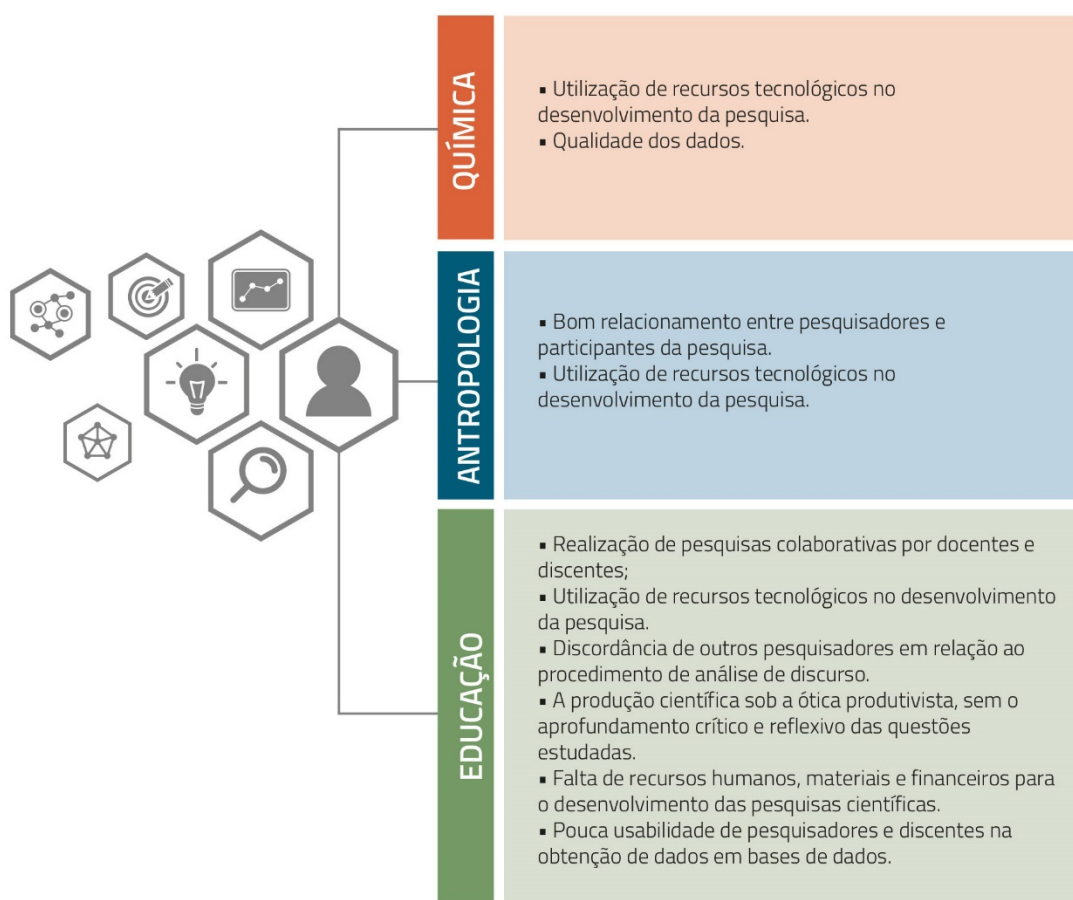 QUÍMICA
▪ Utilização de recursos tecnológicos no
desenvolvimento da pesquisa.
▪ Qualidade dos dados.
ANTROPOLOGIA
▪ Bom relacionamento entre pesquisadores e
participantes da pesquisa.
▪ Utilização de recursos tecnológicos no
desenvolvimento da pesquisa.
EDUCAÇÃO
▪ Realização de pesquisas colaborativas por docentes e
discentes;
▪ Utilização de recursos tecnológicos no desenvolvimento
da pesquisa.
▪ Discordância de outros pesquisadores em relação ao
procedimento de análise de discurso.
▪ A produção científica sob a ótica produtivista, sem o
aprofundamento crítico e reflexivo das questões
estudadas.
▪ Falta de recursos humanos, materiais e financeiros para
o desenvolvimento das pesquisas científicas.
▪ Pouca usabilidade de pesquisadores e discentes na
obtenção de dados em bases de dados.